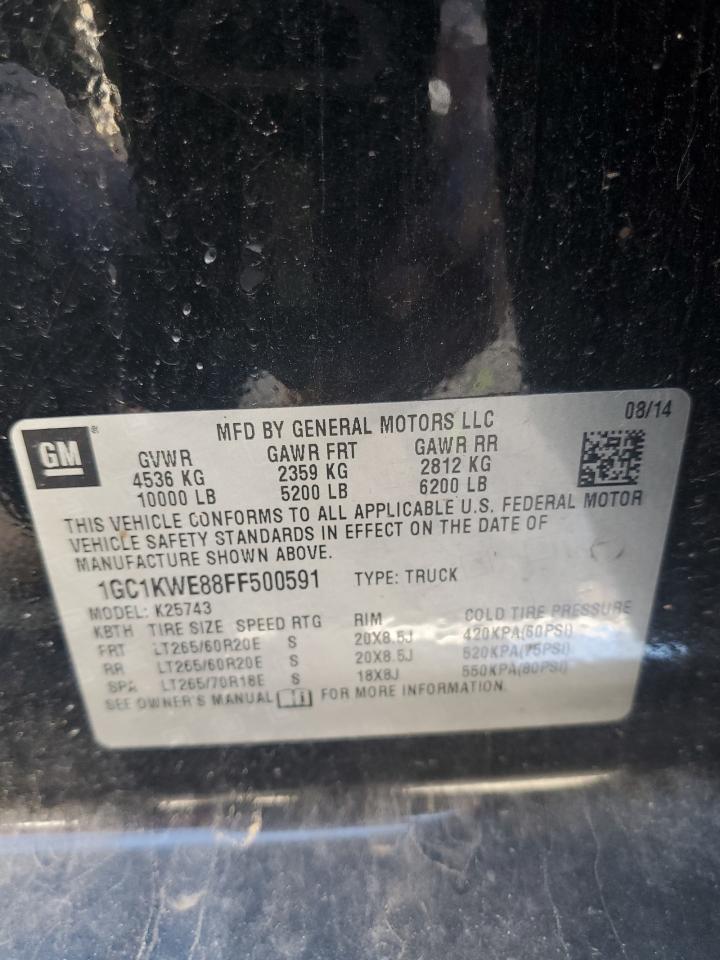 GM ®
MFD BY GENERAL MOTORS LLC
08/14
GVWR GAWR FRT GAWR RR
4536 KG 2359 KG 2812 KG
10000 LB 5200 LB 6200 LB
THIS VEHICLE CONFORMS TO ALL APPLICABLE U.S. FEDERAL MOTOR
VEHICLE SAFETY STANDARDS IN EFFECT ON THE DATE OF
MANUFACTURE SHOWN ABOVE.
1GC1KWE88FF500591 TYPE: TRUCK
MODEL: K25743
KBTH TIRE SIZE SPEED RTG RIM COLD TIRE PRESSURE
FRT LT265/60R20E S 20X8.5J 420KPA(60PSI)
RR LT265/60R20E S 20X8.5J 520KPA(75PSI)
SPA LT265/70R18E S 18X8J 550KPA(80PSI)
SEE OWNER'S MANUAL FOR MORE INFORMATION.